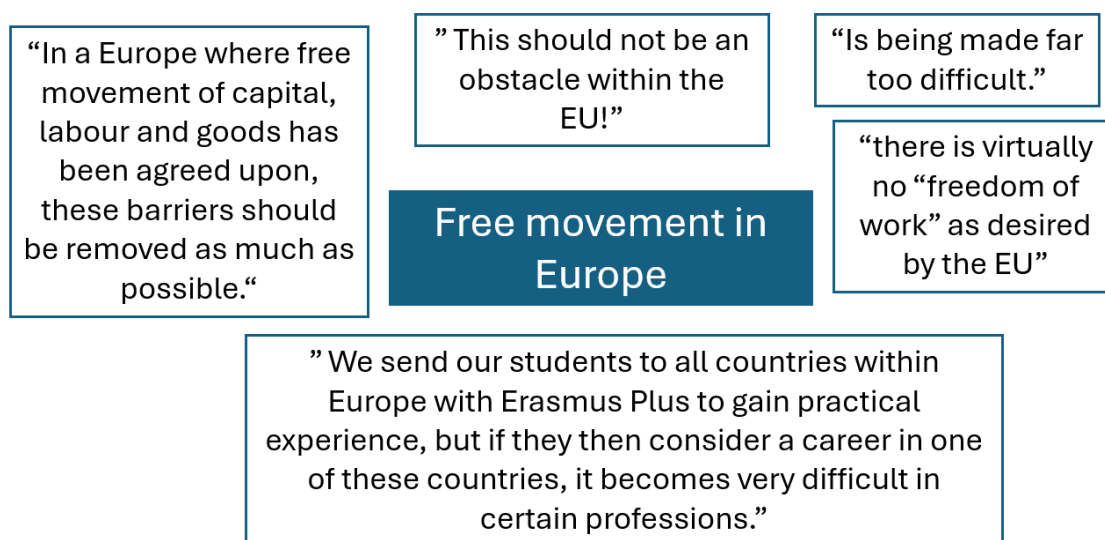 “In a Europe where free
movement of capital,
labour and goods has
been agreed upon,
these barriers should
be removed as much as
possible.“
” This should not be an
obstacle within the
EU!”
“Is being made far
too difficult.”
“there is virtually
no “freedom of
work” as desired
by the EU”
Free movement in
Europe
” We send our students to all countries within
Europe with Erasmus Plus to gain practical
experience, but if they then consider a career in one
of these countries, it becomes very difficult in
certain professions.”